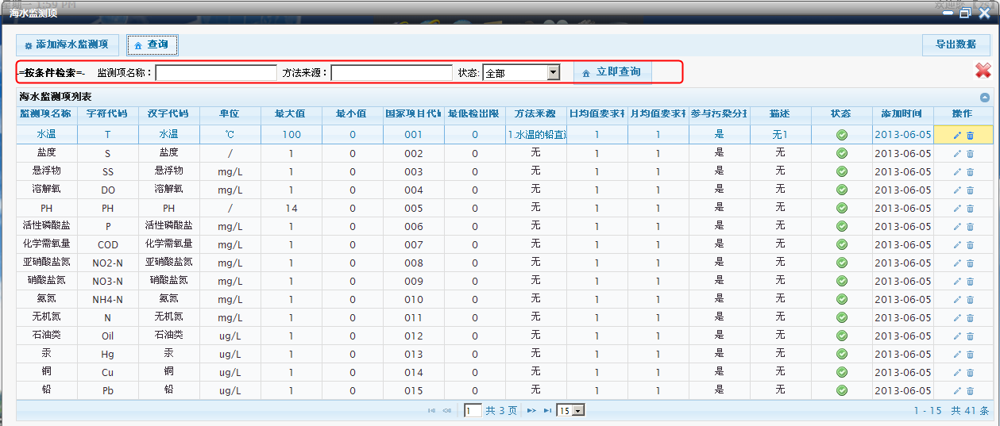 海水监测项
添加海水监测项 查询 导出数据
-=按条件检索=- 监测项名称： 方法来源： 状态: 全部 立即查询
海水监测项列表
监测项名称 字符代码 汉字代码 单位 最大值 最小值 国家项目代码 最低检出限 方法来源 日均值要求 月均值要求 参与污染分 描述 状态 添加时间 操作
水温 T 水温 ℃ 100 0 001 0 1.水温的铅直 1 1 是 无1 2013-06-05
盐度 S 盐度 / 1 0 002 0 无 1 1 是 无 2013-06-05
悬浮物 SS 悬浮物 mg/L 1 0 003 0 无 1 1 是 无 2013-06-05
溶解氧 DO 溶解氧 mg/L 1 0 004 0 无 1 1 是 无 2013-06-05
PH PH PH / 14 0 005 0 无 1 1 是 无 2013-06-05
活性磷酸盐 P 活性磷酸盐 mg/L 1 0 006 0 无 1 1 是 无 2013-06-05
化学需氧量 COD 化学需氧量 mg/L 1 0 007 0 无 1 1 是 无 2013-06-05
亚硝酸盐氮 NO2-N 亚硝酸盐氮 mg/L 1 0 008 0 无 1 1 是 无 2013-06-05
硝酸盐氮 NO3-N 硝酸盐氮 mg/L 1 0 009 0 无 1 1 是 无 2013-06-05
氨氮 NH4-N 氨氮 mg/L 1 0 010 0 无 1 1 是 无 2013-06-05
无机氮 N 无机氮 mg/L 1 0 011 0 无 1 1 是 无 2013-06-05
石油类 Oil 石油类 ug/L 1 0 012 0 无 1 1 是 无 2013-06-05
汞 Hg 汞 ug/L 1 0 013 0 无 1 1 是 无 2013-06-05
铜 Cu 铜 ug/L 1 0 014 0 无 1 1 是 无 2013-06-05
铅 Pb 铅 ug/L 1 0 015 0 无 1 1 是 无 2013-06-05
1 共 3 页 15 1 - 15 共 41 条